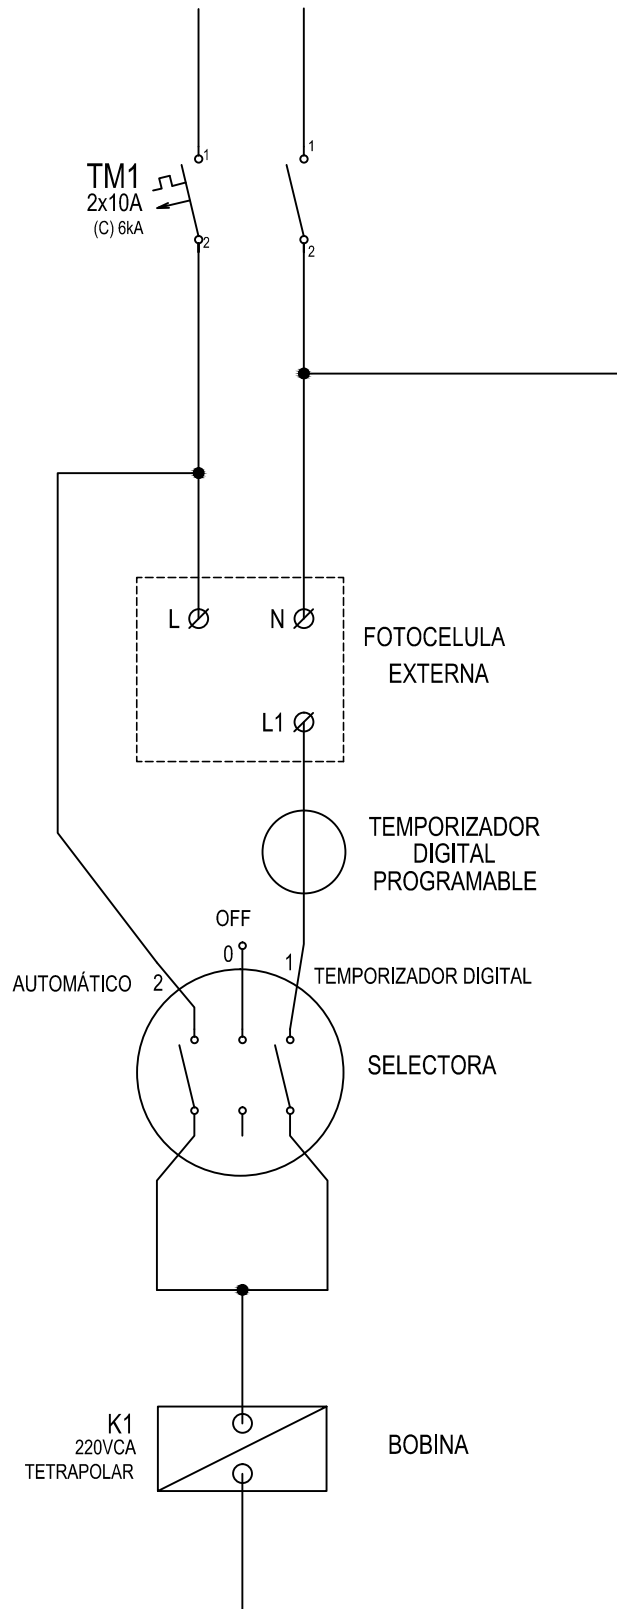 1
1
TM1
2x10A
(C) 6kA
2
2
L
N
FOTOCELULA
EXTERNA
L1
TEMPORIZADOR
DIGITAL
PROGRAMABLE
OFF
0
1
AUTOMÁTICO
2
TEMPORIZADOR DIGITAL
SELECTORA
K1
220VCA
TETRAPOLAR
BOBINA